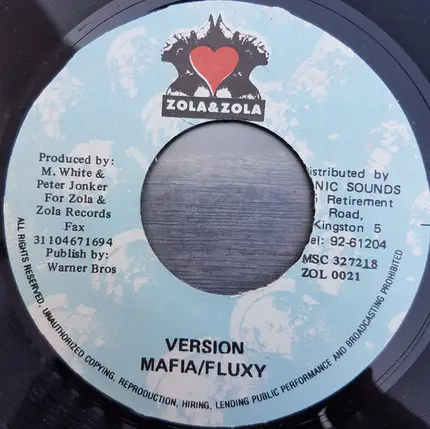 ZOLA&ZOLA
Produced by:
M. White &
Peter Jonker
For Zola &
Zola Records
Fax
31104671694
Publish by:
Warner Bros
istributed by
NIC SOUNDS
Retirement
Road,
Kingston 5
el: 92-61204
MSC 327218
ZOL 0021
VERSION
MAFIA/FLUXY
ALL RIGHTS RESERVED, UNAUTHORIZED COPYING, REPRODUCTION, HIRING, LENDING PUBLIC PERFORMANCE AND BROADCASTING PROHIBITED